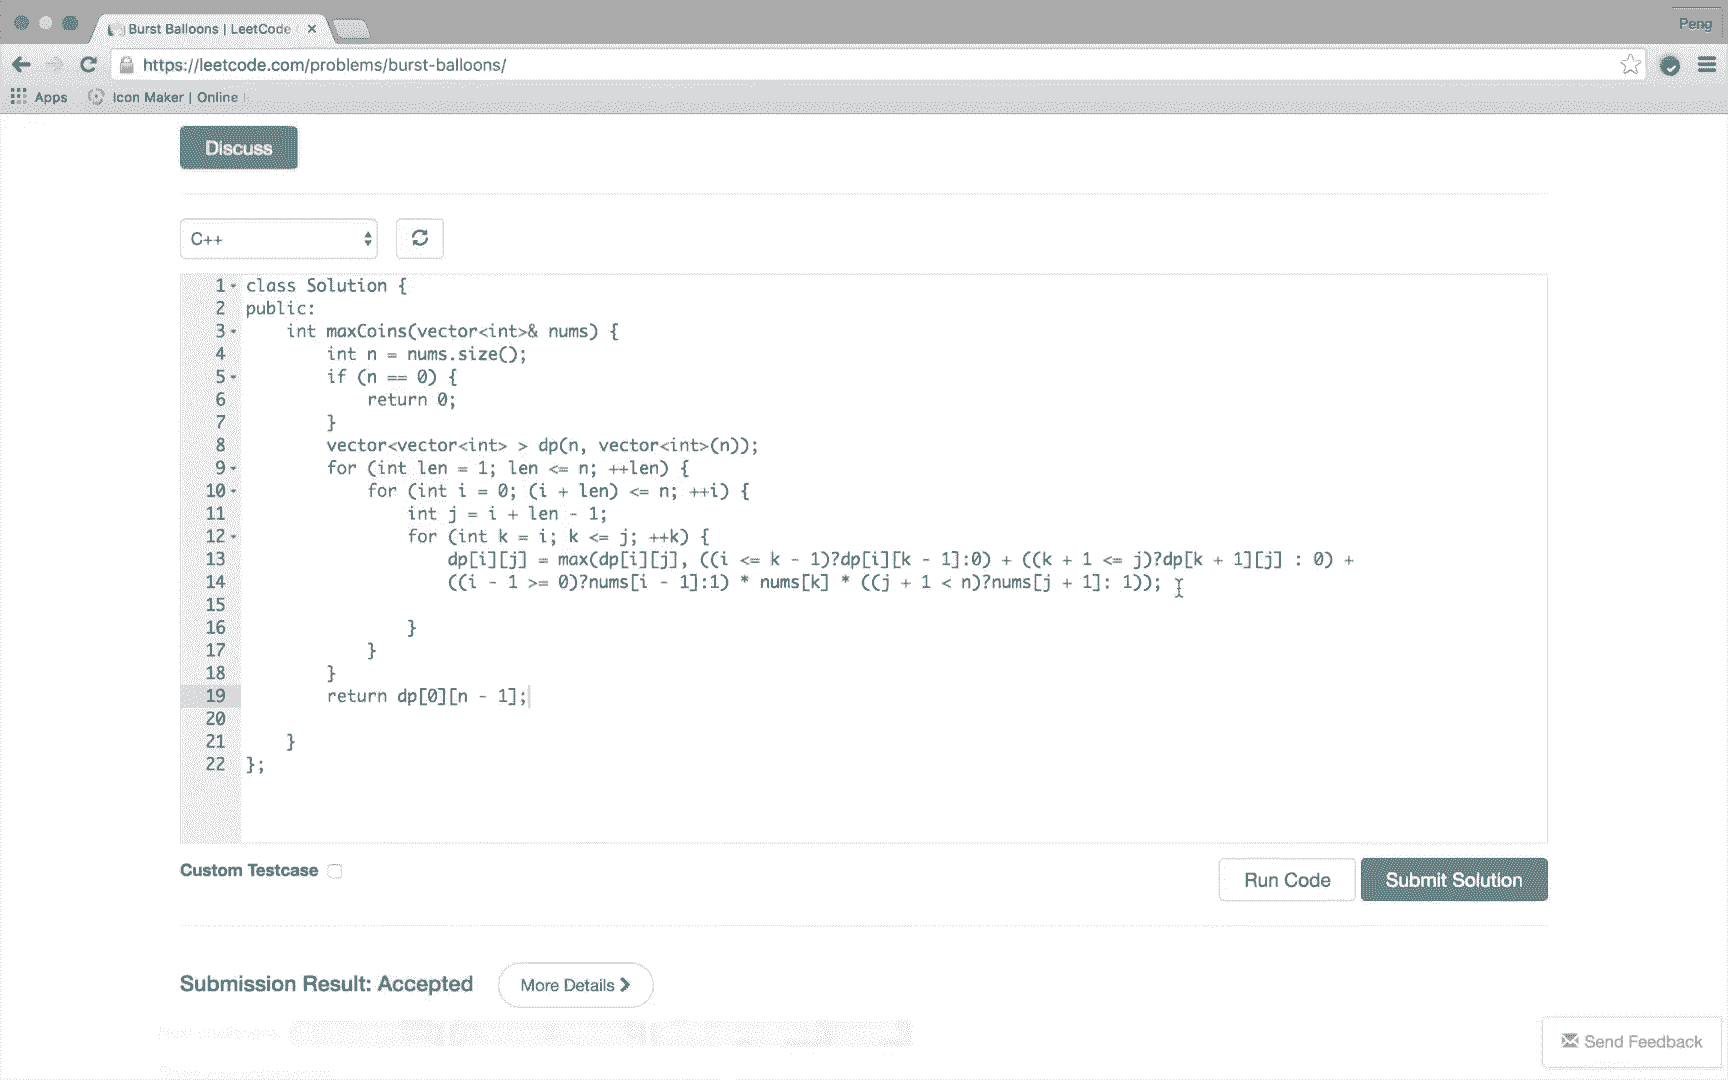 Burst Balloons | LeetCode
Peng
https://leetcode.com/problems/burst-balloons/
Apps Icon Maker | Online
Discuss
C++
1 class Solution {
2 public:
3 int maxCoins(vector<int>& nums) {
4 int n = nums.size();
5 if (n == 0) {
6 return 0;
7 }
8 vector<vector<int> > dp(n, vector<int>(n));
9 for (int len = 1; len <= n; ++len) {
10 for (int i = 0; (i + len) <= n; ++i) {
11 int j = i + len - 1;
12 for (int k = i; k <= j; ++k) {
13 dp[i][j] = max(dp[i][j], ((i <= k - 1)?dp[i][k - 1]:0) + ((k + 1 <= j)?dp[k + 1][j] : 0) +
14 ((i - 1 >= 0)?nums[i - 1]:1) * nums[k] * ((j + 1 < n)?nums[j + 1]: 1));
15
16 }
17 }
18 }
19 return dp[0][n - 1];
20
21 }
22 };
Custom Testcase
Run Code
Submit Solution
Submission Result: Accepted
More Details
Send Feedback